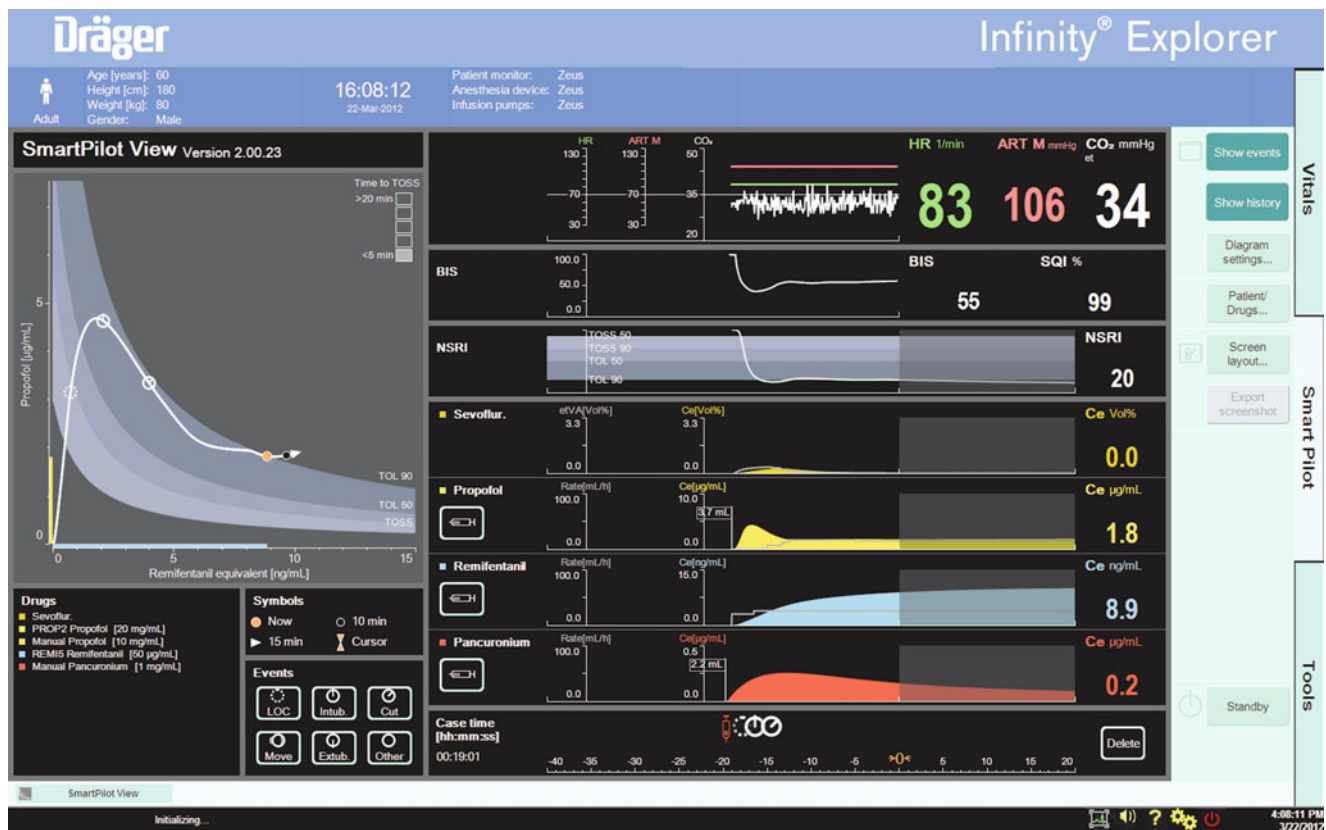 Dräger
Infinity® Explorer
Adult
Age [years]: 60
Height [cm]: 180
Weight [kg]: 80
Gender: Male
16:08:12
22-Mar-2012
Patient monitor: Zeus
Anesthesia device: Zeus
Infusion pumps: Zeus
SmartPilot View Version 2.00.23
Time to TOSS
>20 min
<5 min
Propofol [µg/mL]
5
0
TOL 90
TOL 50
TOSS
0 5 10 15
Remifentanil equivalent [ng/mL]
Drugs
Sevoflur.
PROP2 Propofol [20 mg/mL]
Manual Propofol [10 mg/mL]
REMI5 Remifentanil [50 µg/mL]
Manual Pancuronium [1 mg/mL]
Symbols
Now 10 min
15 min Cursor
Events
LOC Intub. Cut
Move Extub. Other
HR ART M CO₂
130 130 50
70 70 35
30 30 20
HR 1/min ART M mmHg CO₂ mmHg
et
83 106 34
BIS
100.0
50.0
0.0
BIS SQI %
55 99
NSRI
TOSS 50
TOSS 90
TOL 50
TOL 90
NSRI
20
Sevoflur.
etVA[Vol%] Ce[Vol%]
3.3 3.3
0.0 0.0
Ce Vol%
0.0
Propofol
Rate[mL/h] Ce[µg/mL]
100.0 10.0
3.7 mL
0.0 0.0
Ce µg/mL
1.8
Remifentanil
Rate[mL/h] Ce[ng/mL]
100.0 15.0
0.0 0.0
Ce ng/mL
8.9
Pancuronium
Rate[mL/h] Ce[µg/mL]
100.0 0.5
2.2 mL
0.0 0.0
Ce µg/mL
0.2
Case time
[hh:mm:ss]
00:19:01
-40 -35 -30 -25 -20 -15 -10 -5 >0< 5 10 15 20
Delete
Show events
Show history
Diagram
settings...
Patient/
Drugs...
Screen
layout...
Export
screenshot
Standby
Vitals
Smart Pilot
Tools
SmartPilot View
Initializing...
?
4:08:11 PM
3/22/2012